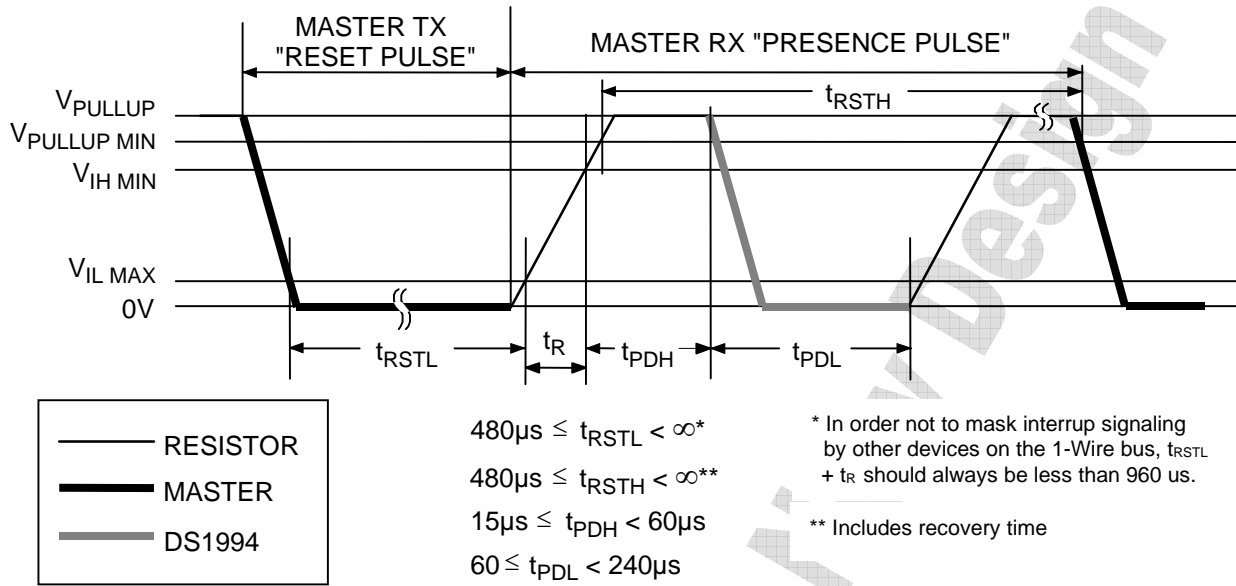 MASTER TX
"RESET PULSE"
MASTER RX "PRESENCE PULSE"
tRSTH
VPULLUP
VPULLUP MIN
VIH MIN
VIL MAX
0V
tRSTL
tR
tPDH
tPDL
RESISTOR
MASTER
DS1994
480µs ≤ tRSTL < ∞*
480µs ≤ tRSTH < ∞**
15µs ≤ tPDH < 60µs
60 ≤ tPDL < 240µs
* In order not to mask interrup signaling
by other devices on the 1-Wire bus, tRSTL
+ tR should always be less than 960 us.
** Includes recovery time
Design